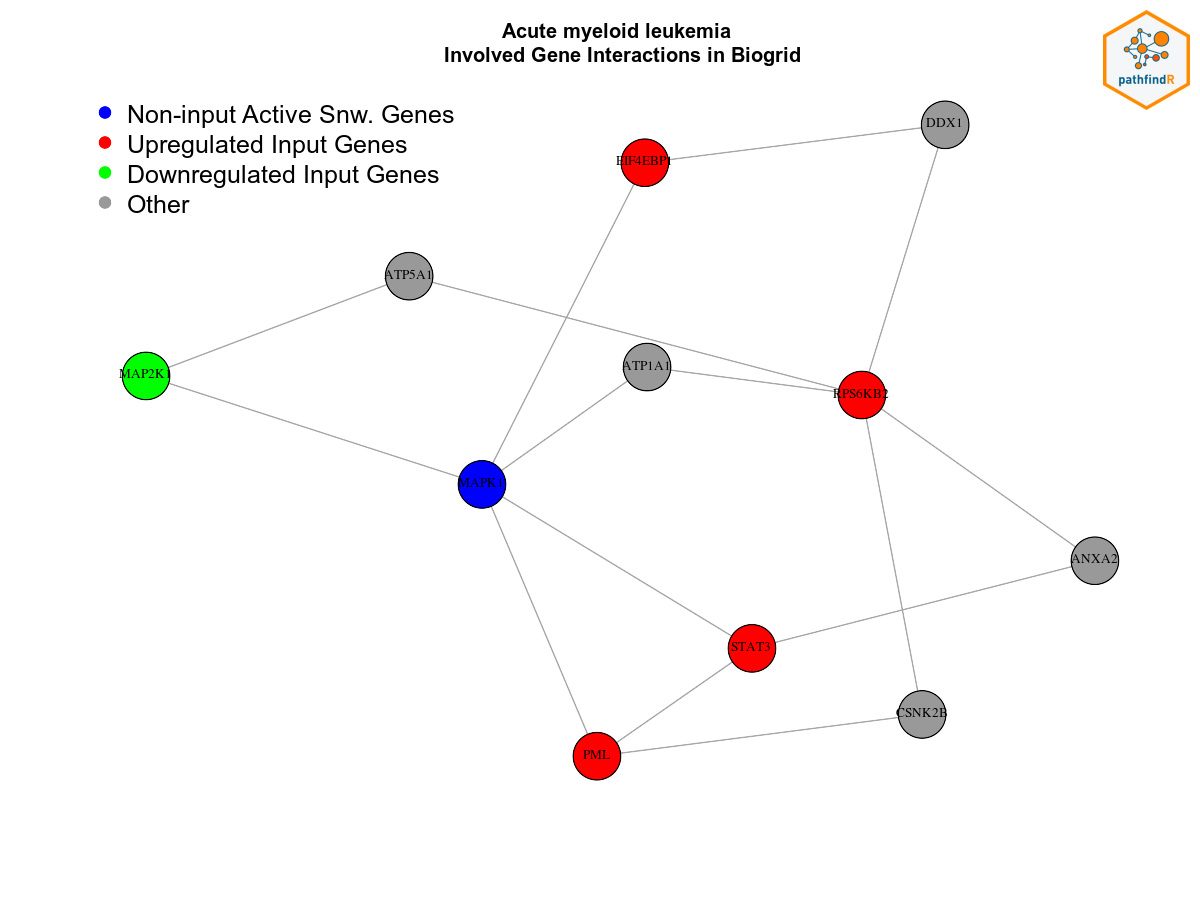 Acute myeloid leukemia
Involved Gene Interactions in Biogrid
pathfindR
Non-input Active Snw. Genes
Upregulated Input Genes
Downregulated Input Genes
Other
DDX1
EIF4EBP1
ATP5A1
ATP1A1
MAP2K1
RPS6KB2
MAPK1
ANXA2
STAT3
CSNK2B
PML